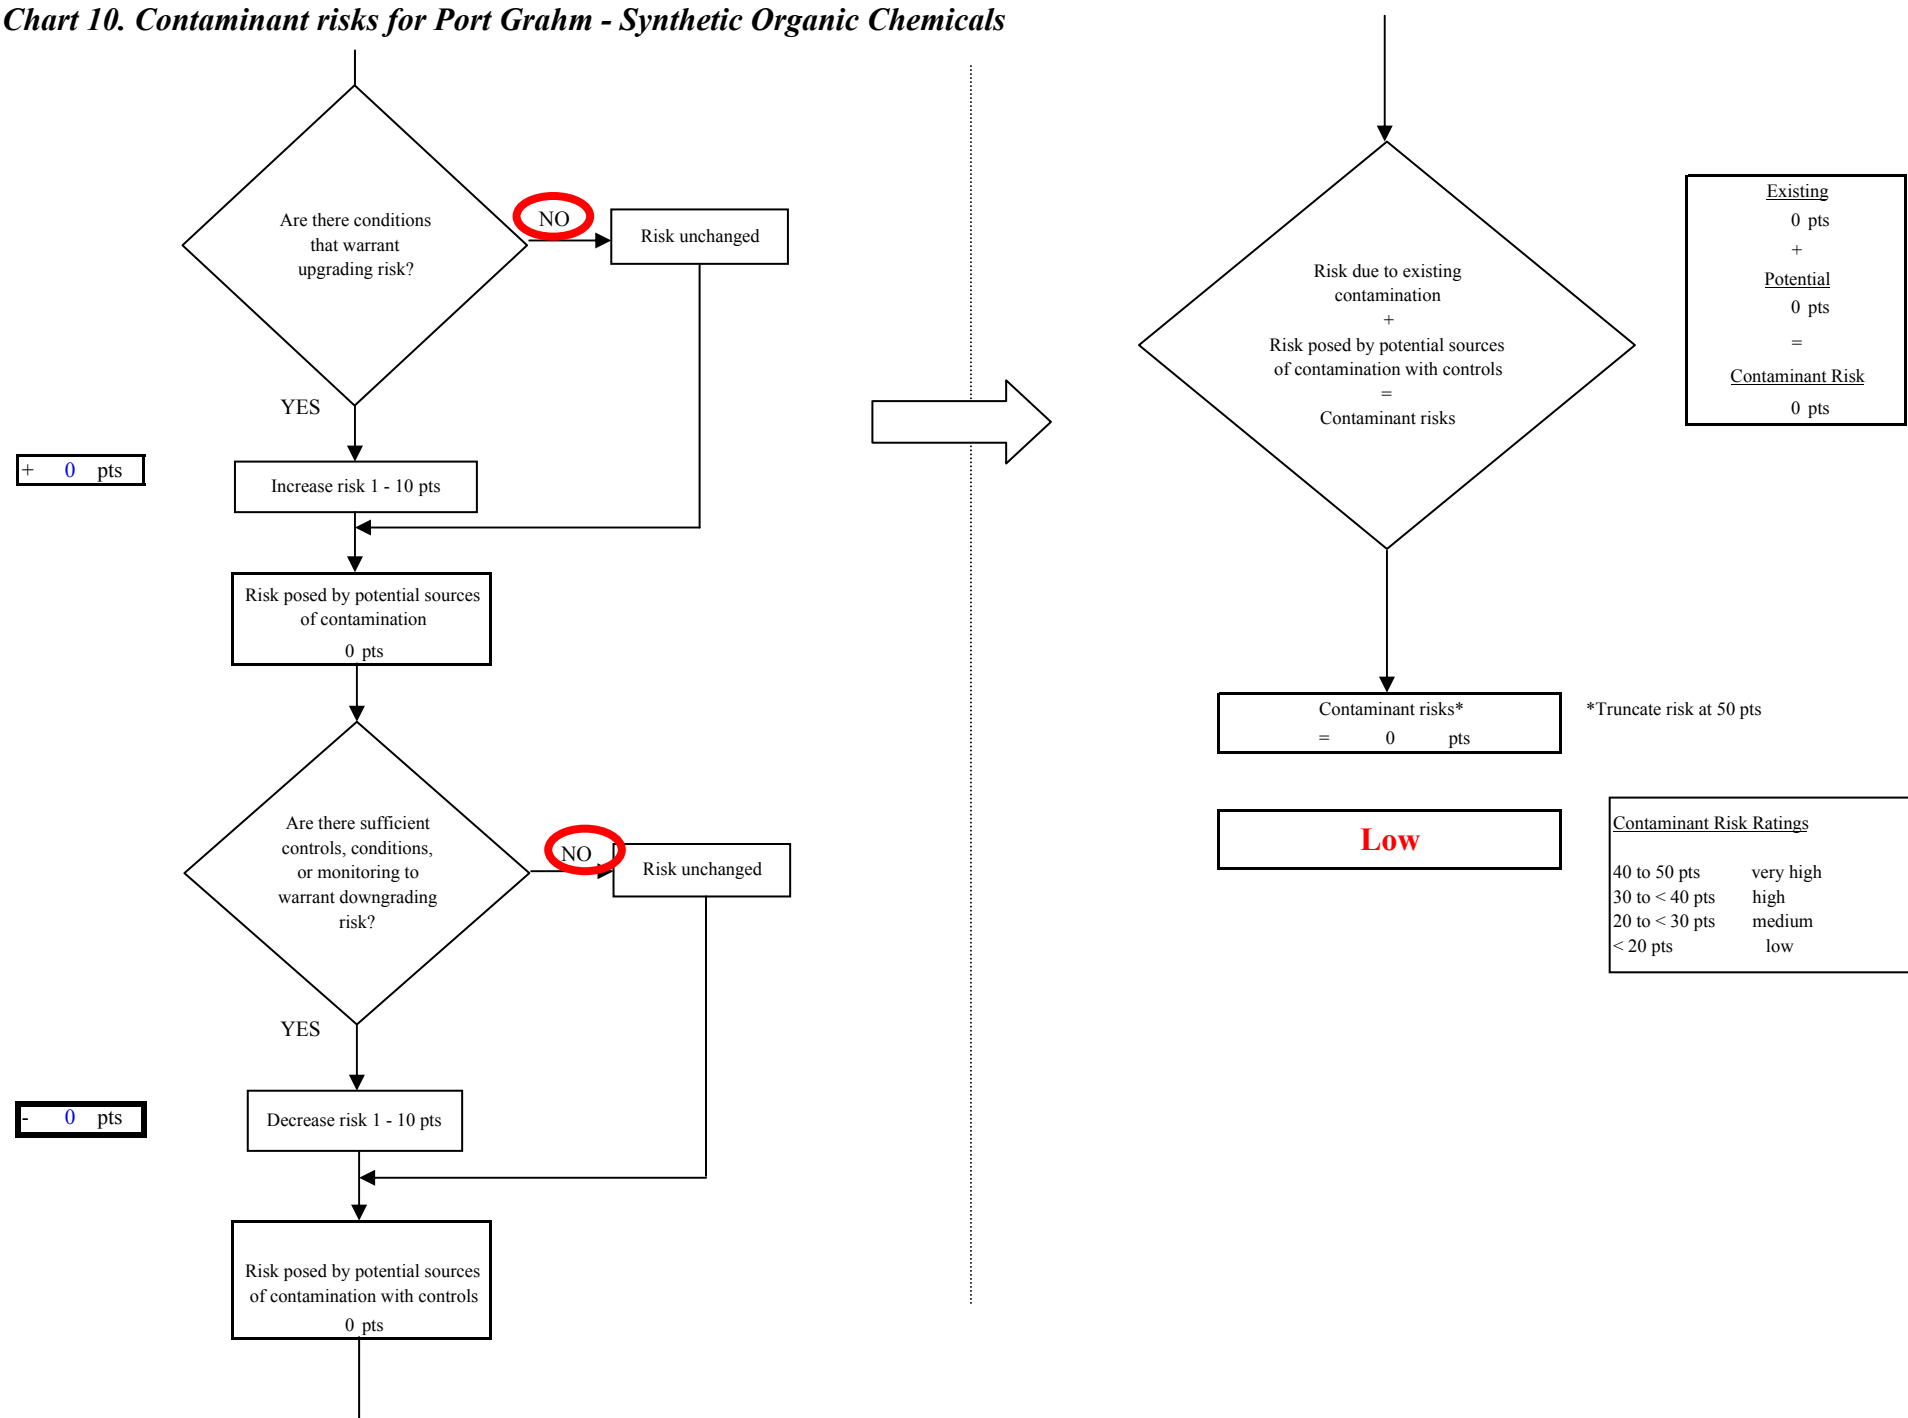 Chart 10. Contaminant risks for Port Grahm - Synthetic Organic Chemicals
Are there conditions
that warrant
upgrading risk?
NO
Risk unchanged
YES
+ 0 pts
Increase risk 1 - 10 pts
Risk posed by potential sources
of contamination
0 pts
Are there sufficient
controls, conditions,
or monitoring to
warrant downgrading
risk?
NO
Risk unchanged
YES
- 0 pts
Decrease risk 1 - 10 pts
Risk posed by potential sources
of contamination with controls
0 pts
Risk due to existing
contamination
+
Risk posed by potential sources
of contamination with controls
=
Contaminant risks
Existing
0 pts
+
Potential
0 pts
=
Contaminant Risk
0 pts
Contaminant risks*
= 0 pts
*Truncate risk at 50 pts
Low
Contaminant Risk Ratings
40 to 50 pts very high
30 to < 40 pts high
20 to < 30 pts medium
< 20 pts low